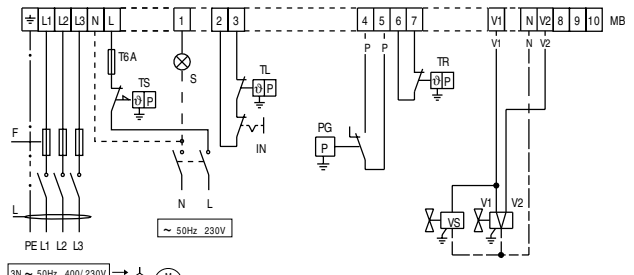 L1 L2 L3 N L 1 2 3 4 5 6 7 V1 N V2 8 9 10 MB
P P V1 N V2
T6A S TL TR
TS ϑ P ϑ P ϑ P
F PG P IN
N L
V1 V2
L VS
~ 50Hz 230V
PE L1 L2 L3
3N ~ 50Hz 400/230V